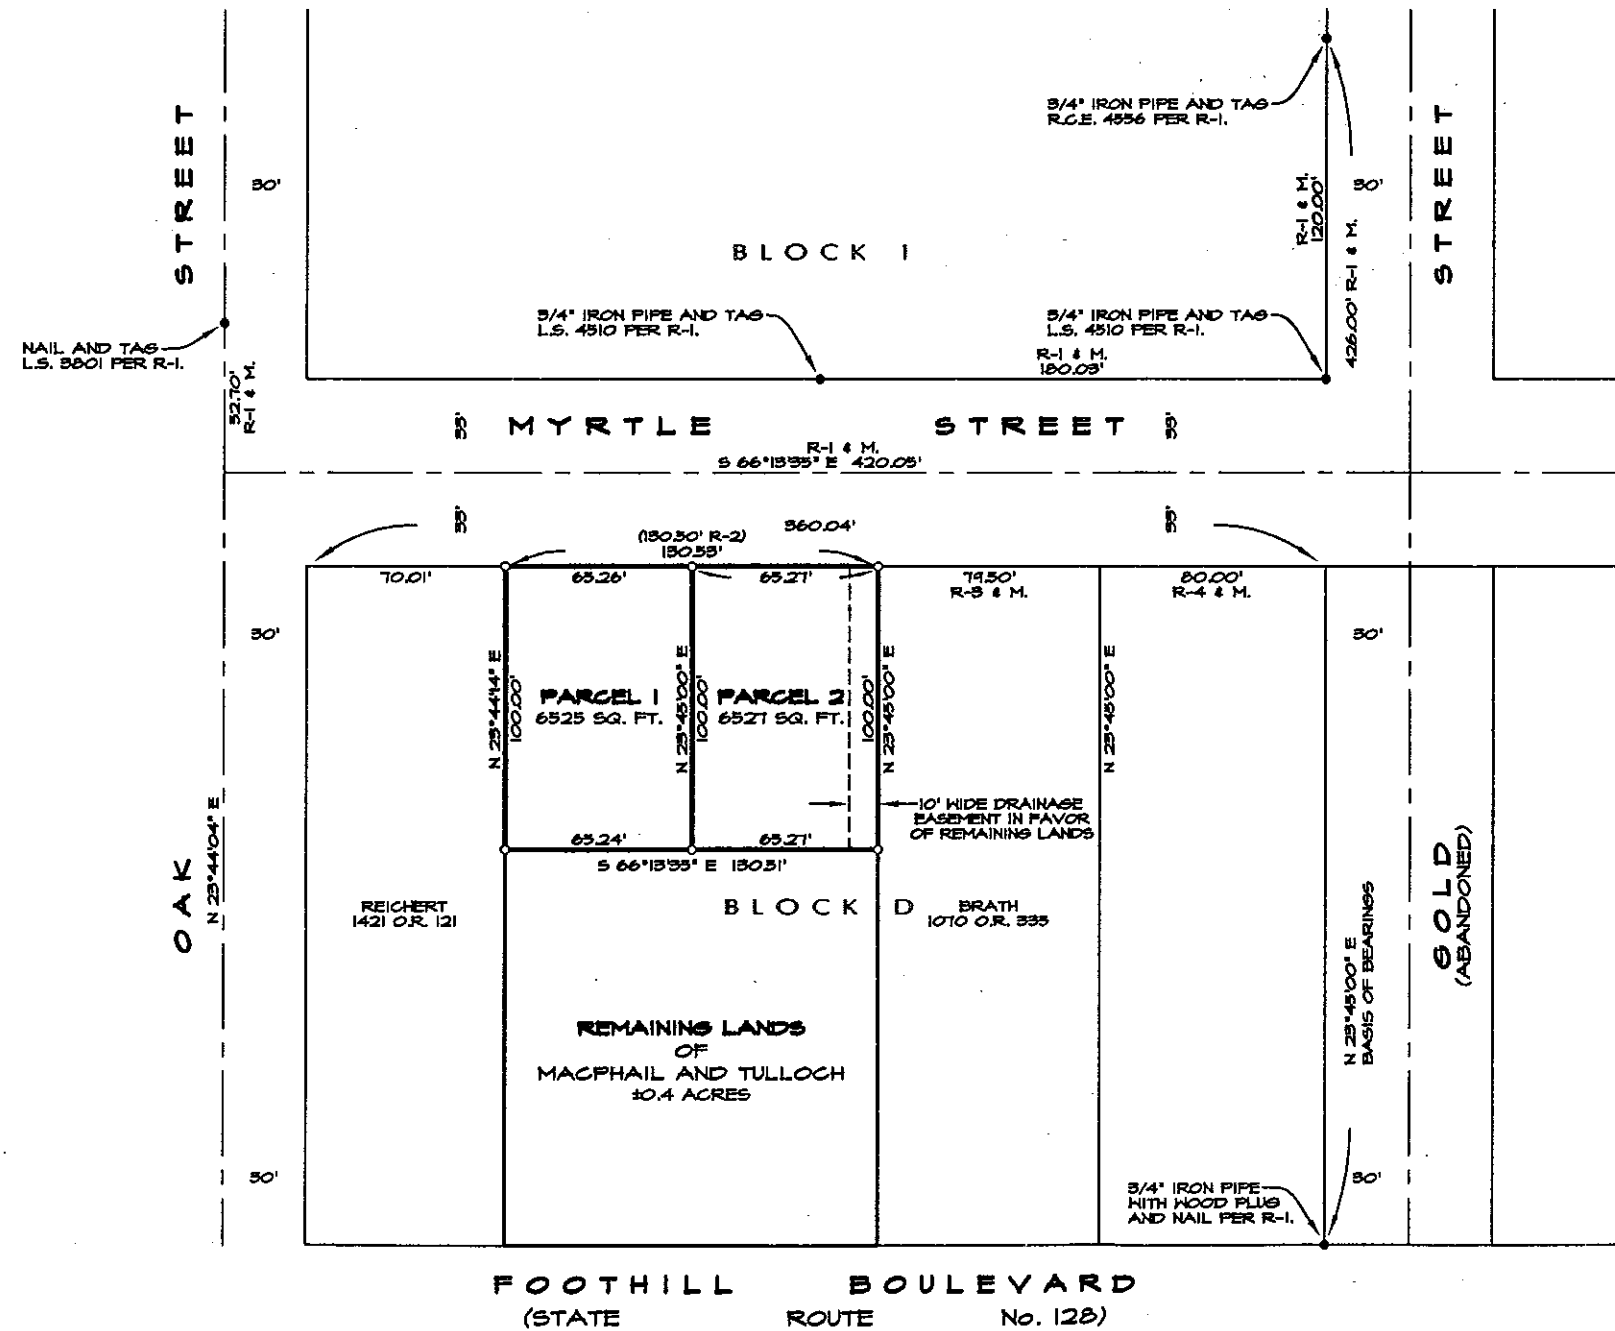 STREET
30'
3/4" IRON PIPE AND TAG
R.C.E. 4556 PER R-1.
R-1 & M.
120.00'
30'
426.00' R-1 & M.
STREET
BLOCK 1
NAIL AND TAG
L.S. 3801 PER R-1.
52.70'
R-1 & M.
3/4" IRON PIPE AND TAG
L.S. 4510 PER R-1.
3/4" IRON PIPE AND TAG
L.S. 4510 PER R-1.
R-1 & M.
180.03'
33'
MYRTLE STREET
33'
R-1 & M.
S 66°13'35" E 420.05'
33'
(130.50' R-2)
130.53'
360.04'
33'
70.01'
65.26'
65.27'
79.50'
R-3 & M.
80.00'
R-4 & M.
30'
30'
N 23°44'14" E
100.00'
PARCEL 1
6525 SQ. FT.
N 23°45'00" E
100.00'
PARCEL 2
6527 SQ. FT.
100.00'
N 23°45'00" E
N 23°45'00" E
10' WIDE DRAINAGE
EASEMENT IN FAVOR
OF REMAINING LANDS
65.24'
65.27'
S 66°13'35" E 130.51'
OAK
N 23°44'04" E
REICHERT
1421 O.R. 121
BLOCK D
BRATH
1070 O.R. 335
N 23°45'00" E
BASIS OF BEARINGS
GOLD
(ABANDONED)
REMAINING LANDS
OF
MACPHAIL AND TULLOCH
±0.4 ACRES
30'
3/4" IRON PIPE
WITH WOOD PLUG
AND NAIL PER R-1.
30'
FOOTHILL BOULEVARD
(STATE ROUTE No. 128)